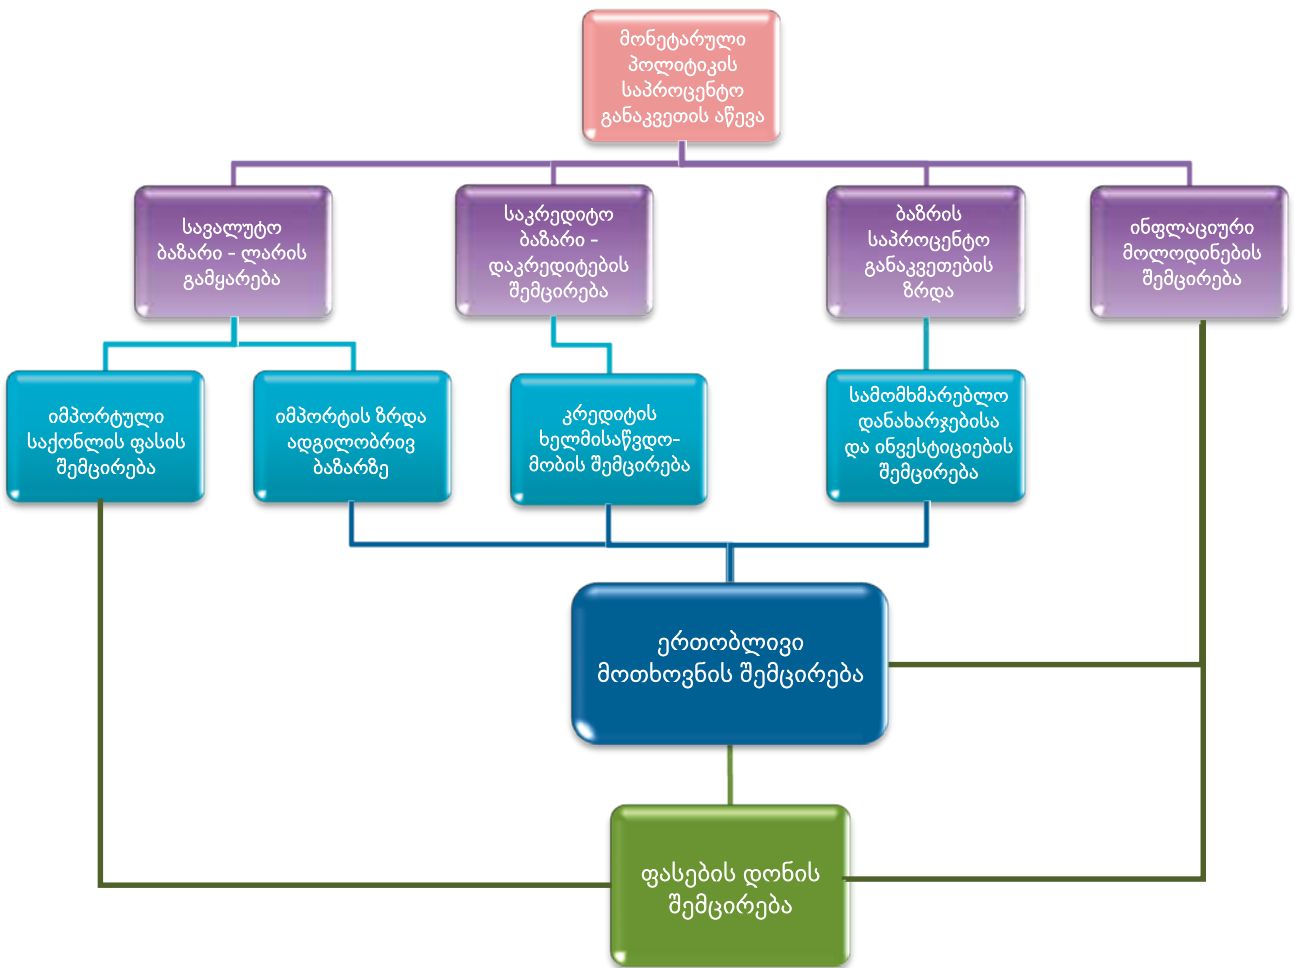 მონეტარული
პოლიტიკის
საპროცენტო
განაკვეთის აწევა
სავალუტო
ბაზარი - ლარის
გამყარება
საკრედიტო
ბაზარი -
დაკრედიტების
შემცირება
ბაზრის
საპროცენტო
განაკვეთების
ზრდა
ინფლაციური
მოლოდინების
შემცირება
იმპორტული
საქონლის ფასის
შემცირება
იმპორტის ზრდა
ადგილობრივ
ბაზარზე
კრედიტის
ხელმისაწვდო-
მობის შემცირება
სამომხმარებლო
დანახარჯებისა
და ინვესტიციების
შემცირება
ერთობლივი
მოთხოვნის შემცირება
ფასების დონის
შემცირება